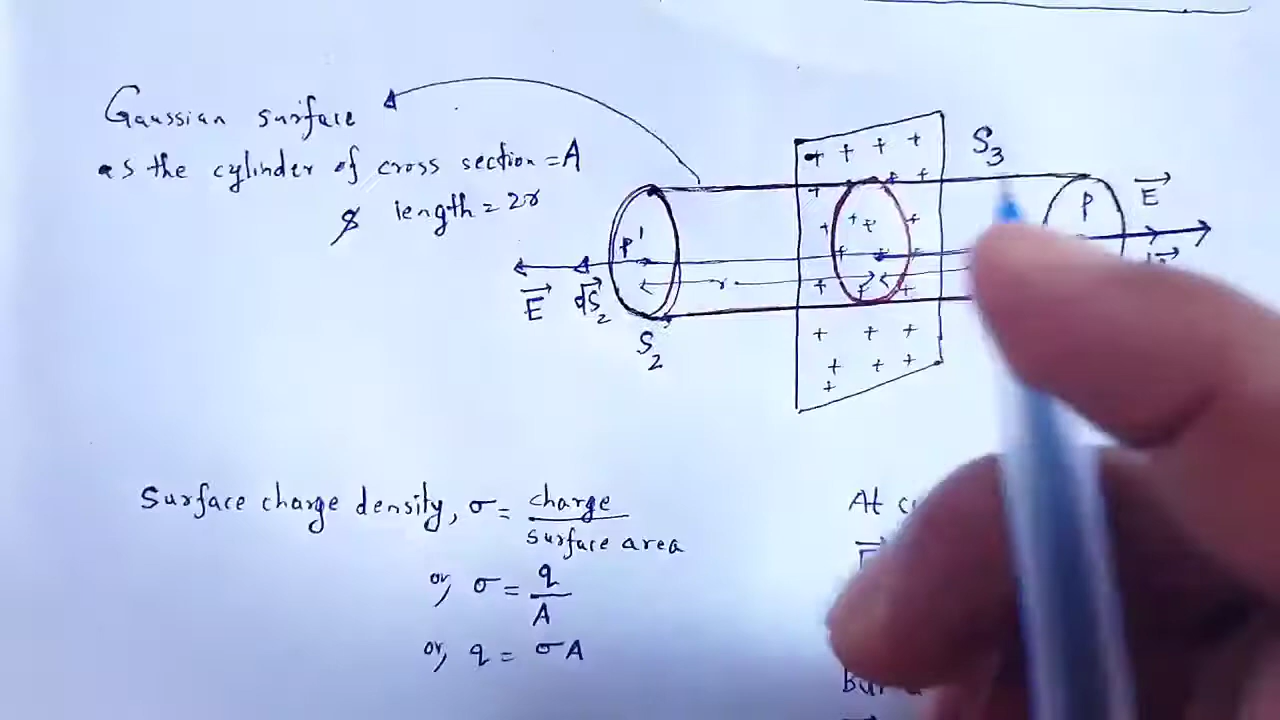 Gaussian surface
as the cylinder of cross section = A
& length = 2r
S3
P
E
P'
r
E
dS2
S2
Surface charge density, σ = charge / surface area
or, σ = q / A
or, q = σA
At